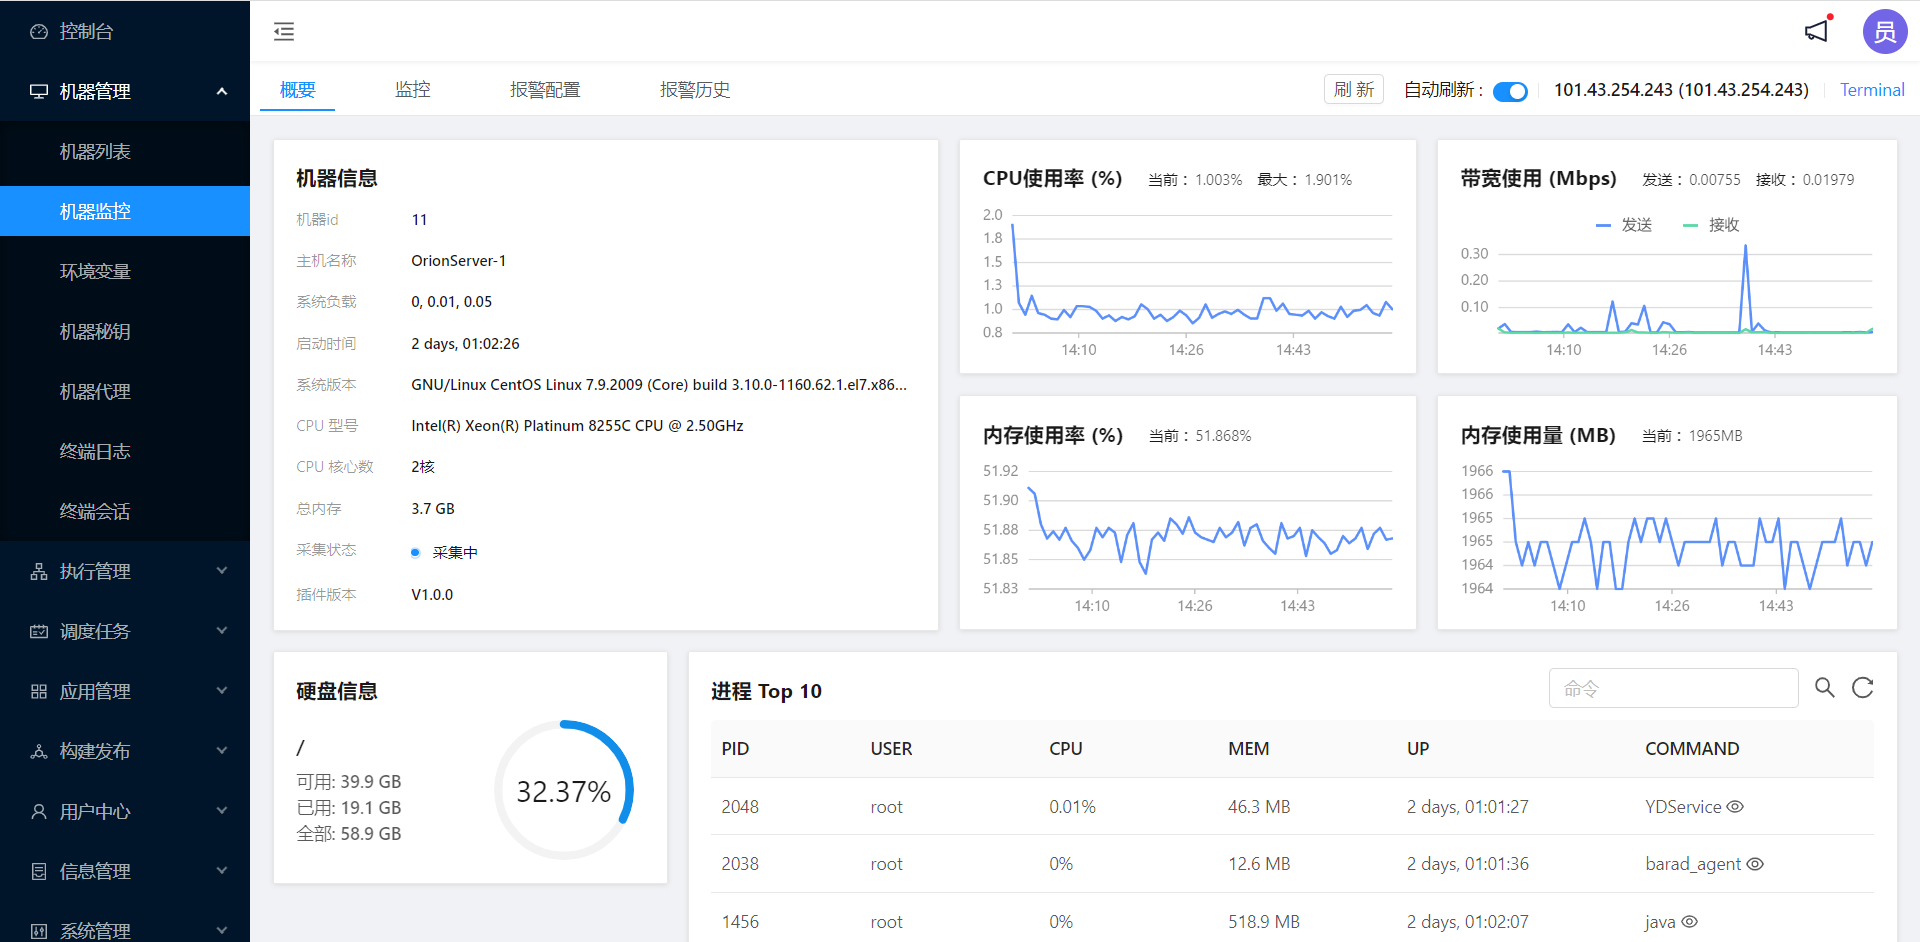 控制台
机器管理
机器列表
机器监控
环境变量
机器秘钥
机器代理
终端日志
终端会话
执行管理
调度任务
应用管理
构建发布
用户中心
信息管理
系统管理
员
概要 监控 报警配置 报警历史
刷 新 自动刷新 : 101.43.254.243 (101.43.254.243) Terminal
机器信息
机器id 11
主机名称 OrionServer-1
系统负载 0, 0.01, 0.05
启动时间 2 days, 01:02:26
系统版本 GNU/Linux CentOS Linux 7.9.2009 (Core) build 3.10.0-1160.62.1.el7.x86...
CPU 型号 Intel(R) Xeon(R) Platinum 8255C CPU @ 2.50GHz
CPU 核心数 2核
总内存 3.7 GB
采集状态 采集中
插件版本 V1.0.0
CPU使用率 (%) 当前 : 1.003% 最大 : 1.901%
2.0
1.8
1.5
1.3
1.0
0.8
14:10 14:26 14:43
带宽使用 (Mbps) 发送 : 0.00755 接收 : 0.01979
发送 接收
0.30
0.20
0.10
14:10 14:26 14:43
内存使用率 (%) 当前 : 51.868%
51.92
51.90
51.88
51.85
51.83
14:10 14:26 14:43
内存使用量 (MB) 当前 : 1965MB
1966
1966
1965
1965
1964
1964
14:10 14:26 14:43
硬盘信息
/
可用: 39.9 GB
已用: 19.1 GB
全部: 58.9 GB
32.37%
进程 Top 10 命令
PID USER CPU MEM UP COMMAND
2048 root 0.01% 46.3 MB 2 days, 01:01:27 YDService
2038 root 0% 12.6 MB 2 days, 01:01:36 barad_agent
1456 root 0% 518.9 MB 2 days, 01:02:07 java